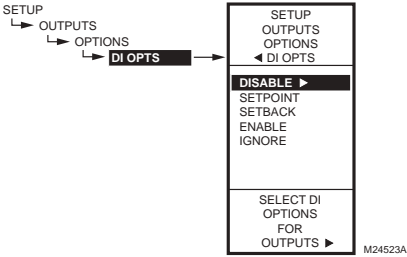 SETUP
OUTPUTS
OPTIONS
DI OPTS
SETUP
OUTPUTS
OPTIONS
◄ DI OPTS
DISABLE ►
SETPOINT
SETBACK
ENABLE
IGNORE
SELECT DI
OPTIONS
FOR
OUTPUTS ►
M24523A